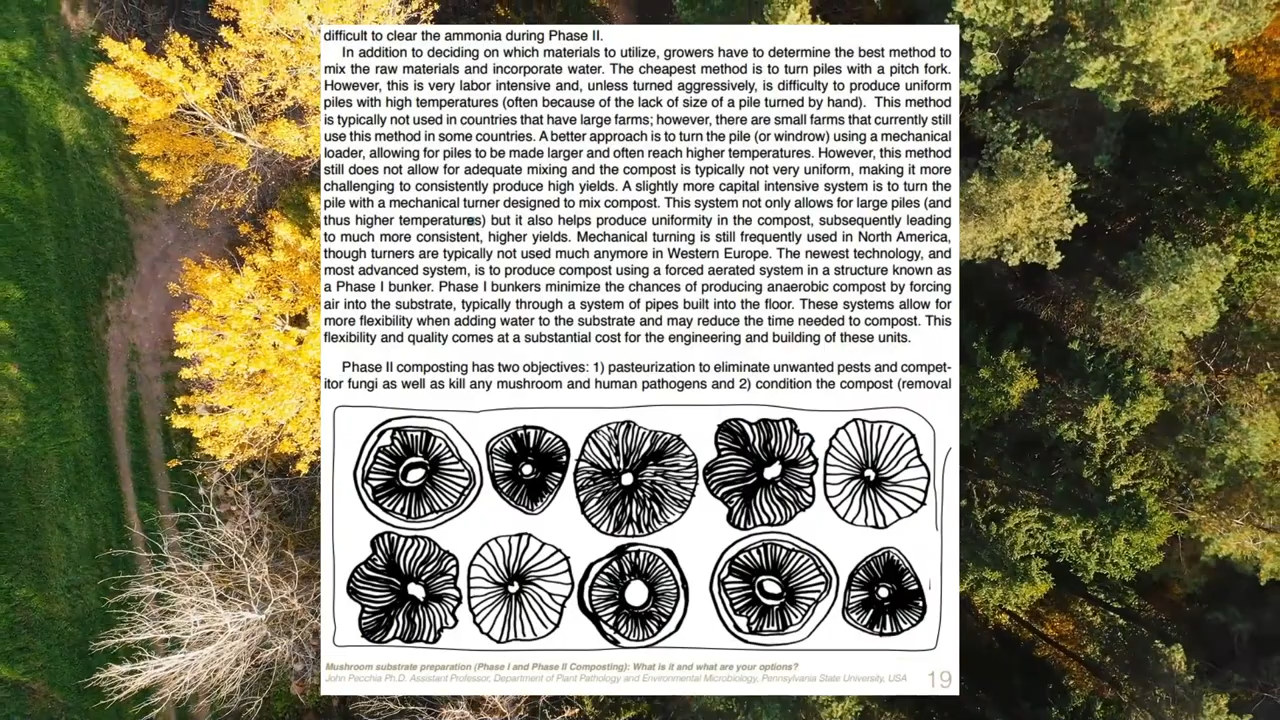 difficult to clear the ammonia during Phase II.
In addition to deciding on which materials to utilize, growers have to determine the best method to
mix the raw materials and incorporate water. The cheapest method is to turn piles with a pitch fork.
However, this is very labor intensive and, unless turned aggressively, is difficulty to produce uniform
piles with high temperatures (often because of the lack of size of a pile turned by hand). This method
is typically not used in countries that have large farms; however, there are small farms that currently still
use this method in some countries. A better approach is to turn the pile (or windrow) using a mechanical
loader, allowing for piles to be made larger and often reach higher temperatures. However, this method
still does not allow for adequate mixing and the compost is typically not very uniform, making it more
challenging to consistently produce high yields. A slightly more capital intensive system is to turn the
pile with a mechanical turner designed to mix compost. This system not only allows for large piles (and
thus higher temperatures) but it also helps produce uniformity in the compost, subsequently leading
to much more consistent, higher yields. Mechanical turning is still frequently used in North America,
though turners are typically not used much anymore in Western Europe. The newest technology, and
most advanced system, is to produce compost using a forced aerated system in a structure known as
a Phase I bunker. Phase I bunkers minimize the chances of producing anaerobic compost by forcing
air into the substrate, typically through a system of pipes built into the floor. These systems allow for
more flexibility when adding water to the substrate and may reduce the time needed to compost. This
flexibility and quality comes at a substantial cost for the engineering and building of these units.
Phase II composting has two objectives: 1) pasteurization to eliminate unwanted pests and compet-
itor fungi as well as kill any mushroom and human pathogens and 2) condition the compost (removal
Mushroom substrate preparation (Phase I and Phase II Composting): What is it and what are your options?
John Pecchia Ph.D. Assistant Professor, Department of Plant Pathology and Environmental Microbiology, Pennsylvania State University, USA
19